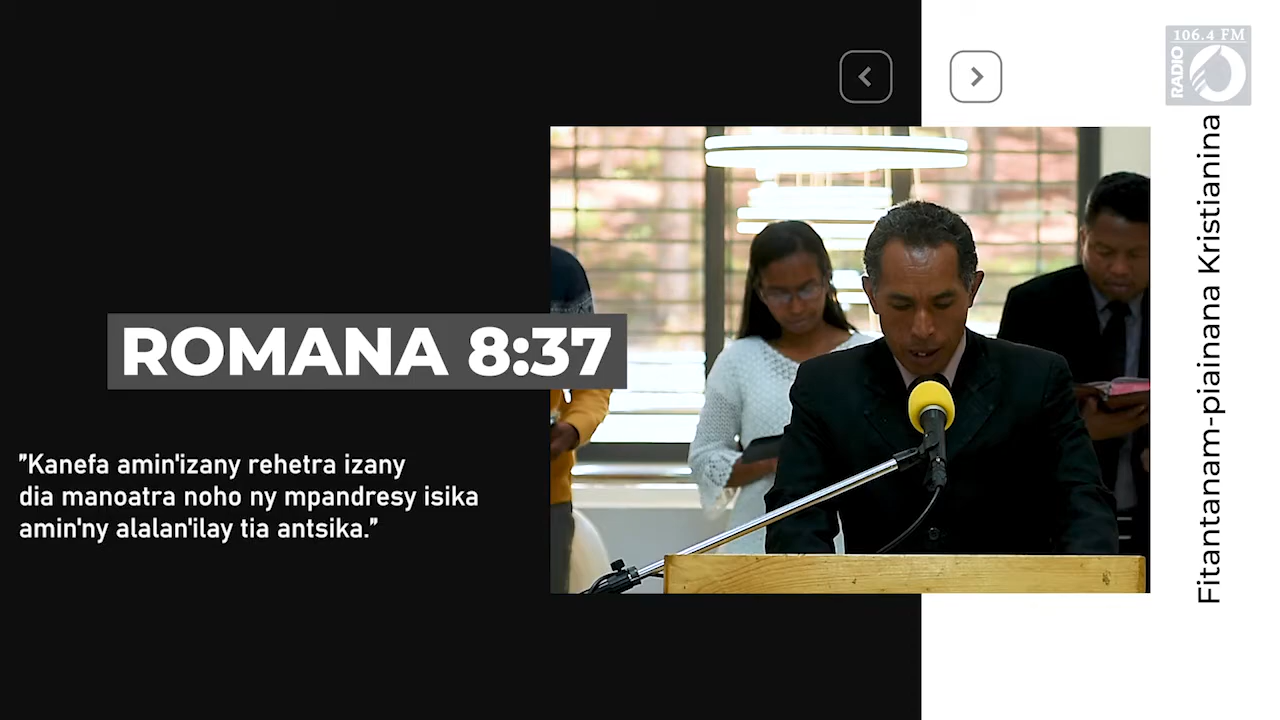 106.4 FM
RADIO
Fitantanam-piainana Kristianina
ROMANA 8:37
"Kanefa amin'izany rehetra izany
dia manoatra noho ny mpandresy isika
amin'ny alalan'ilay tia antsika."